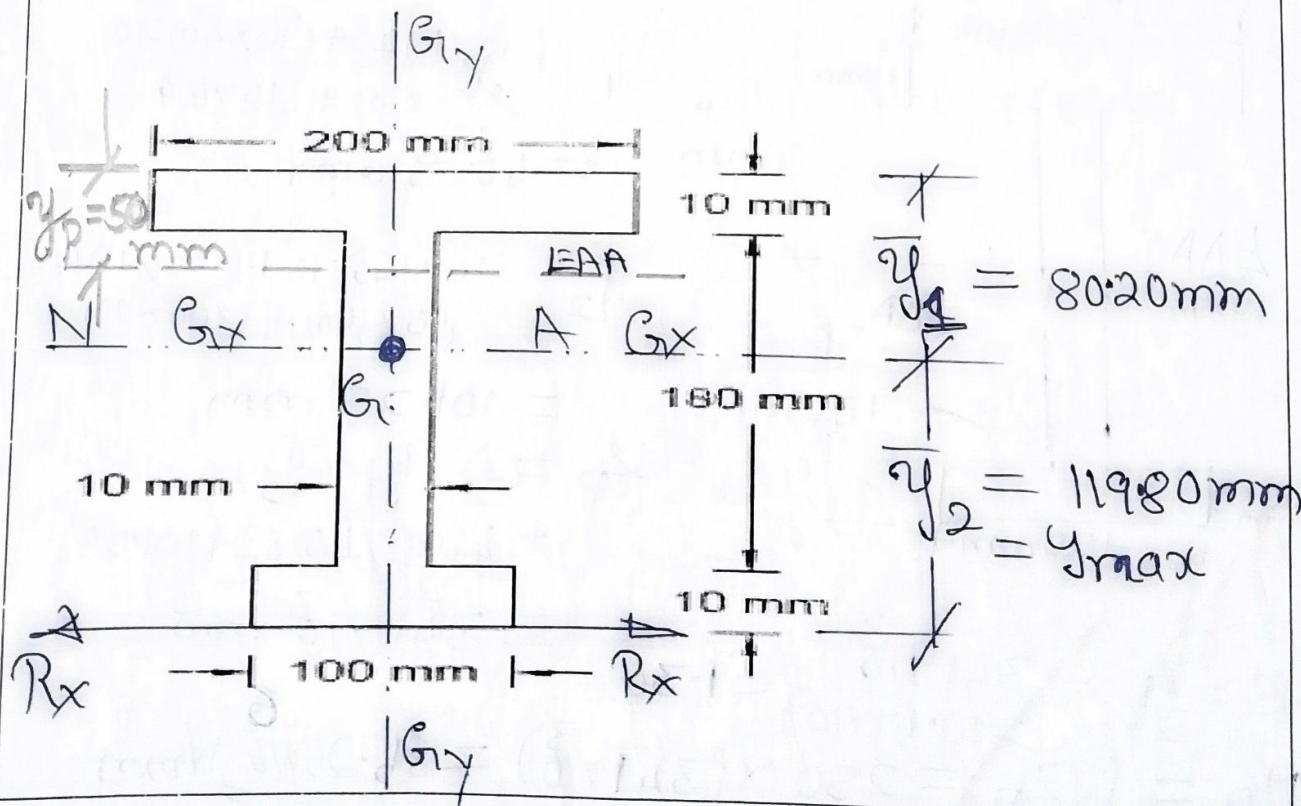 Gy
200 mm
10 mm
yp=50
mm
EAA
y1 = 80.20mm
N Gx A Gx
G.
180 mm
10 mm
y2 = 119.80mm
= ymax
10 mm
Rx 100 mm Rx
Gy